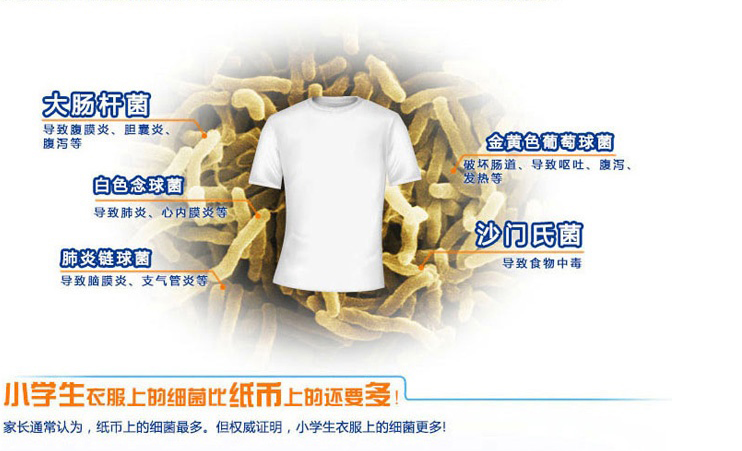 大肠杆菌
导致腹膜炎、胆囊炎、
腹泻等
白色念球菌
导致肺炎、心内膜炎等
肺炎链球菌
导致脑膜炎、支气管炎等
金黄色葡萄球菌
破坏肠道、导致呕吐、腹泻、
发热等
沙门氏菌
导致食物中毒
小学生衣服上的细菌比纸币上的还要多!
家长通常认为，纸币上的细菌最多。但权威证明，小学生衣服上的细菌更多!